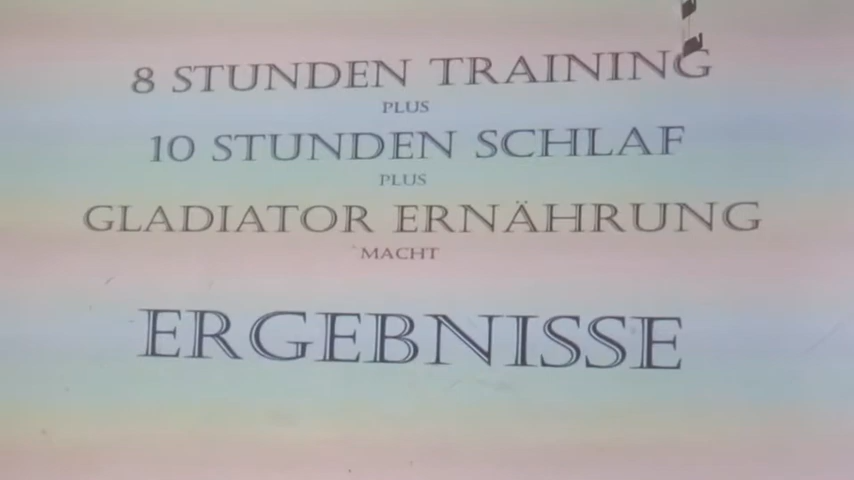 8 STUNDEN TRAINING
PLUS
10 STUNDEN SCHLAF
PLUS
GLADIATOR ERNÄHRUNG
MACHT
ERGEBNISSE